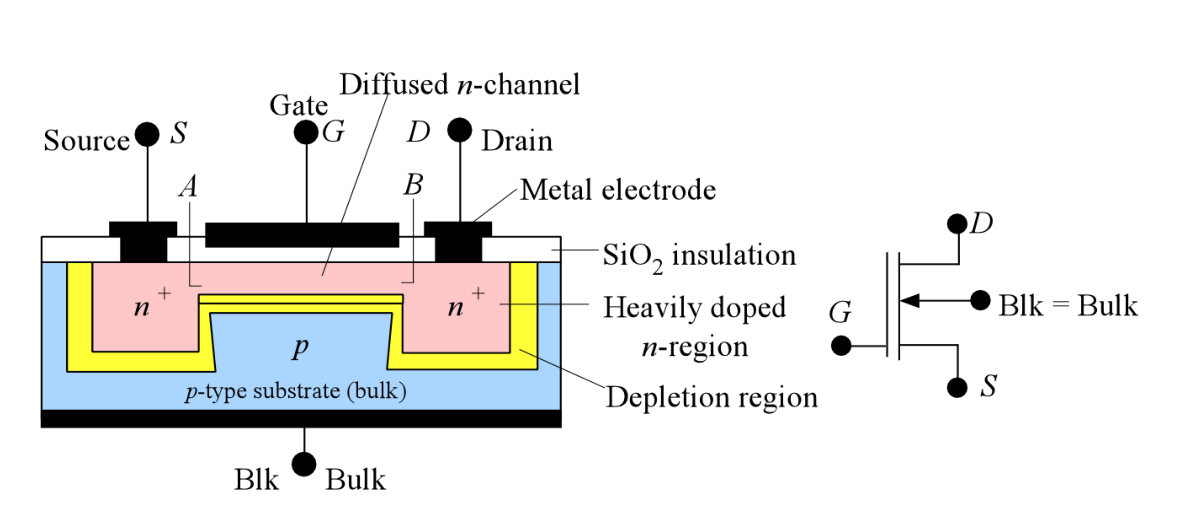 Diffused n-channel
Gate
Source S
G
D Drain
A
B
Metal electrode
SiO2 insulation
n+
n+
Heavily doped
n-region
p
p-type substrate (bulk)
Depletion region
Blk Bulk
D
G
Blk = Bulk
S